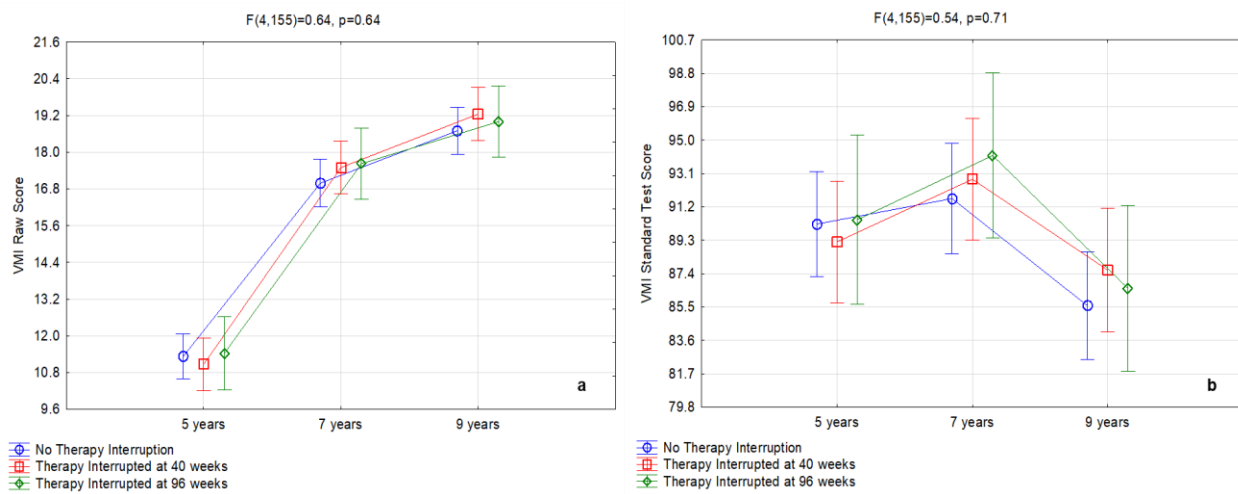 F(4,155)=0.64, p=0.64
21.6
20.4
19.2
18.0
16.8
15.6
14.4
13.2
12.0
10.8
9.6
VMI Raw Score
5 years 7 years 9 years
a
No Therapy Interruption
Therapy Interrupted at 40 weeks
Therapy Interrupted at 96 weeks
F(4,155)=0.54, p=0.71
100.7
98.8
96.9
95.0
93.1
91.2
89.3
87.4
85.5
83.6
81.7
79.8
VMI Standard Test Score
5 years 7 years 9 years
b
No Therapy Interruption
Therapy Interrupted at 40 weeks
Therapy Interrupted at 96 weeks